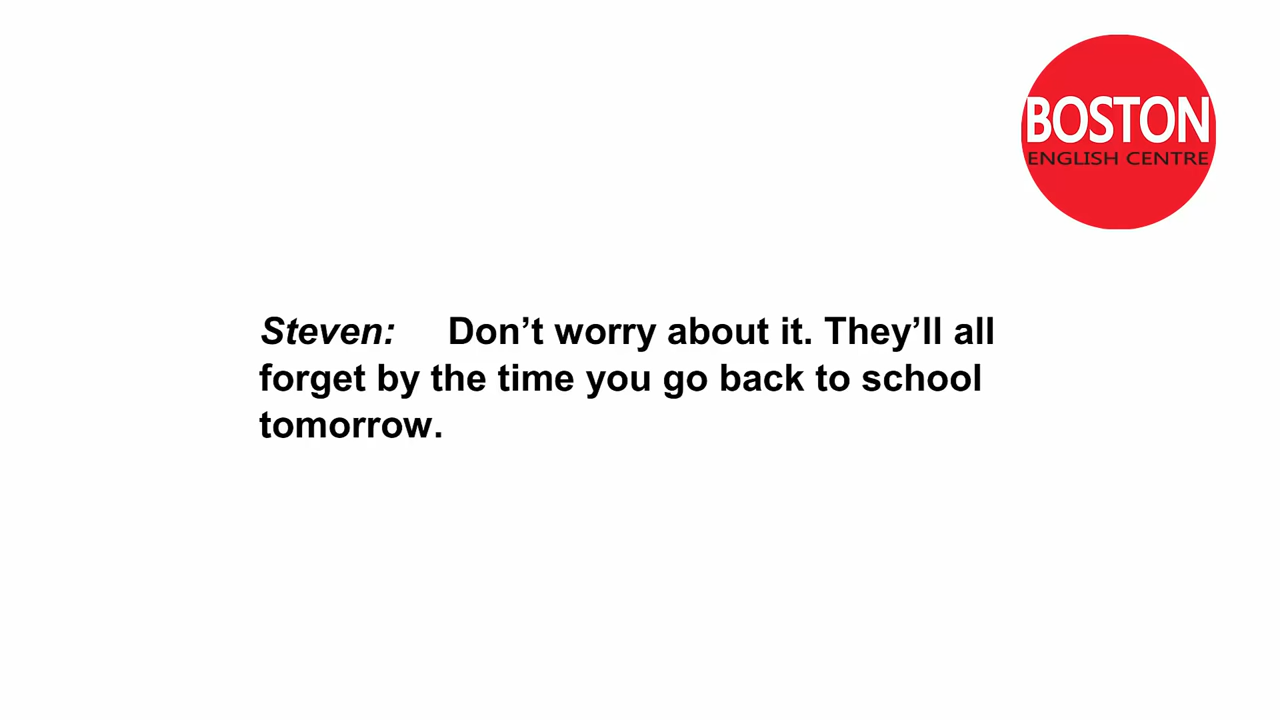 BOSTON
ENGLISH CENTRE
Steven: Don’t worry about it. They’ll all
forget by the time you go back to school
tomorrow.